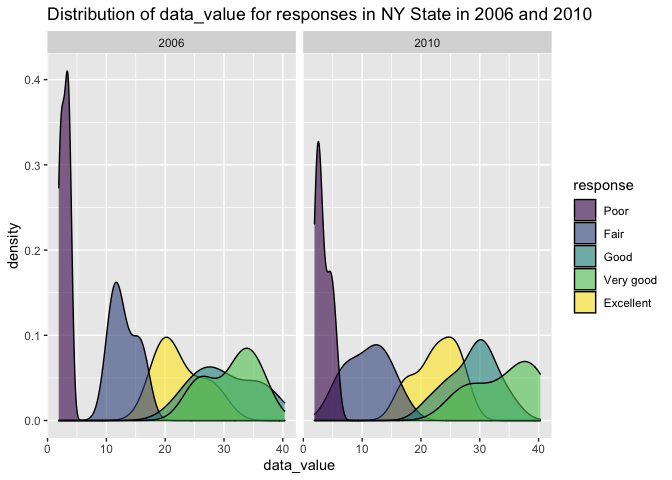 Distribution of data_value for responses in NY State in 2006 and 2010
2006 2010
0.4
0.3
0.2
0.1
0.0
density
0 10 20 30 40 0 10 20 30 40
data_value
response
Poor
Fair
Good
Very good
Excellent